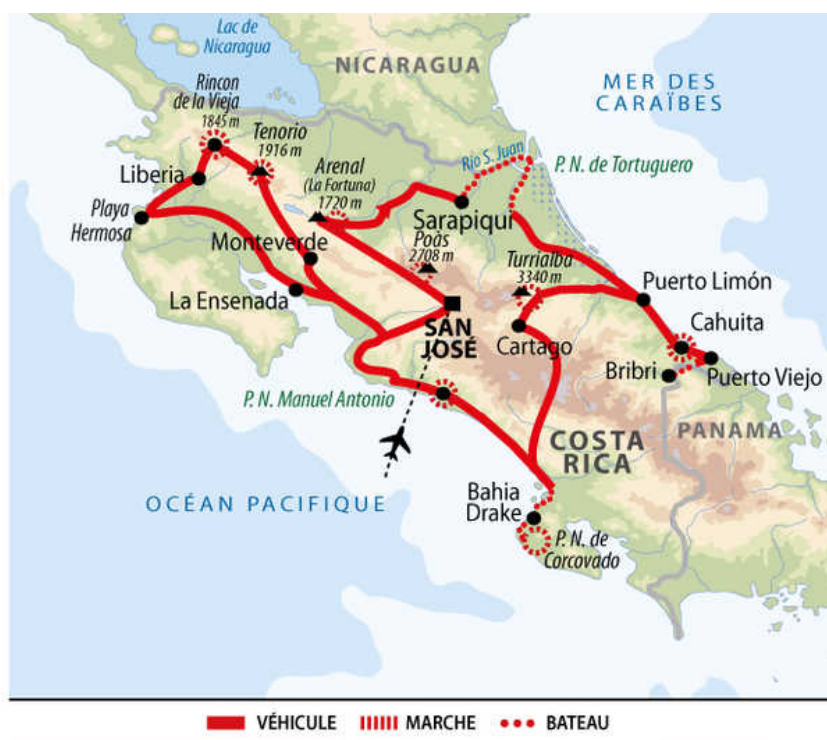 Lac de
Nicaragua
NICARAGUA
MER DES
CARAÏBES
Rincon
de la Vieja
1845 m
Tenorio
1916 m
Arenal
(La Fortuna)
1720 m
Río S. Juan
P. N. de Tortuguero
Liberia
Playa
Hermosa
Sarapiqui
Monteverde
Poàs
2708 m
Turrialba
3340 m
La Ensenada
Puerto Limón
SAN
JOSÉ
Cartago
Cahuita
Bribri
Puerto Viejo
P. N. Manuel Antonio
COSTA
RICA
PANAMA
OCÉAN PACIFIQUE
Bahia
Drake
P. N. de
Corcovado
VÉHICULE
MARCHE
BATEAU